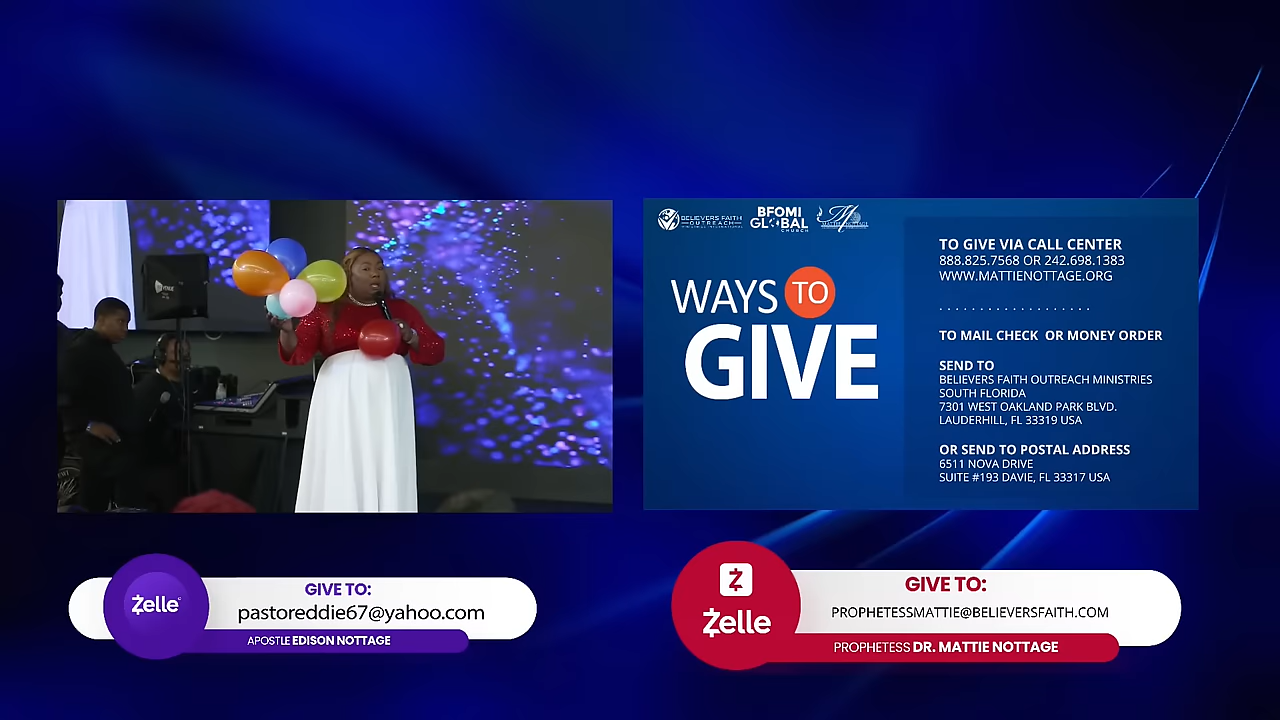 BELIEVERS FAITH
OUTREACH
BFOMI
GLOBAL
CHURCH
WAYS TO
GIVE
TO GIVE VIA CALL CENTER
888.825.7568 OR 242.698.1383
WWW.MATTIENOTTAGE.ORG
. . . . . . . . . . . . . . . . . . .
TO MAIL CHECK OR MONEY ORDER
SEND TO
BELIEVERS FAITH OUTREACH MINISTRIES
SOUTH FLORIDA
7301 WEST OAKLAND PARK BLVD.
LAUDERHILL, FL 33319 USA
OR SEND TO POSTAL ADDRESS
6511 NOVA DRIVE
SUITE #193 DAVIE, FL 33317 USA
Zelle
GIVE TO:
pastoreddie67@yahoo.com
APOSTLE EDISON NOTTAGE
Z
Zelle
GIVE TO:
PROPHETESSMATTIE@BELIEVERSFAITH.COM
PROPHETESS DR. MATTIE NOTTAGE